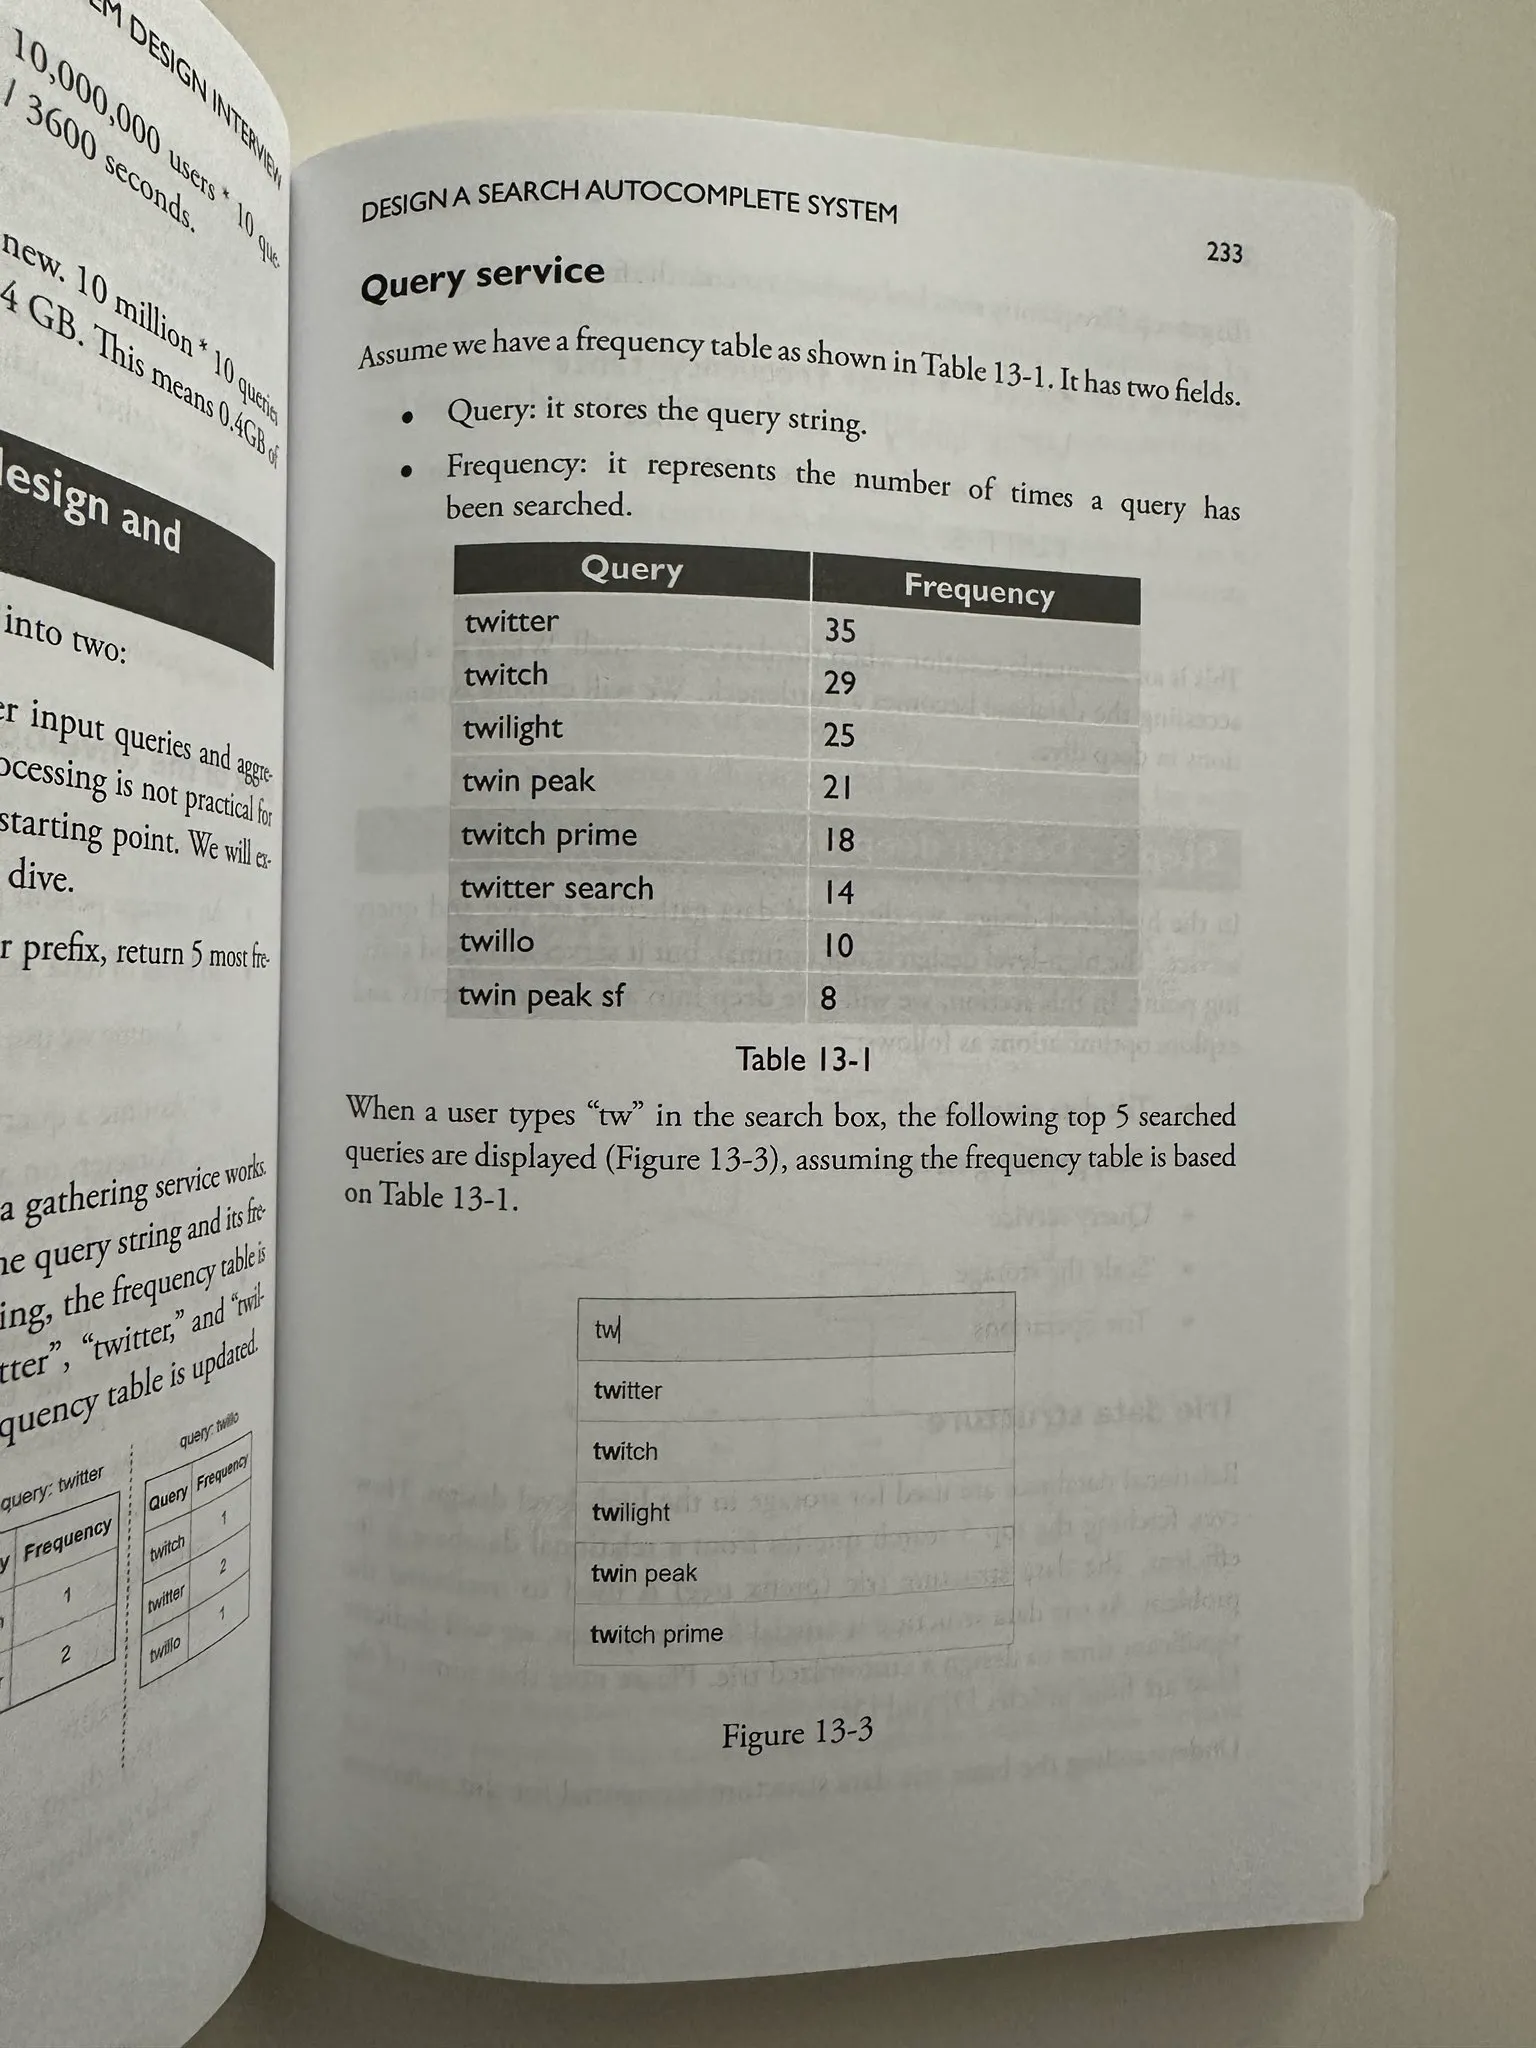 EM DESIGN INTERVIEW
10,000,000 users * 10 que-
/ 3600 seconds.
new. 10 million * 10 queries
4 GB. This means 0.4GB of
design and
into two:
er input queries and aggre-
ocessing is not practical for
starting point. We will ex-
dive.
r prefix, return 5 most fre-
a gathering service works.
he query string and its fre-
ing, the frequency table is
tter”, “twitter,” and “twil-
quency table is updated.
query: twitter
y Frequency
1
2
query: twillo
Query Frequency
twitch 1
twitter 2
twillo 1
DESIGN A SEARCH AUTOCOMPLETE SYSTEM
233
Query service
Assume we have a frequency table as shown in Table 13-1. It has two fields.
• Query: it stores the query string.
• Frequency: it represents the number of times a query has
been searched.
Query Frequency
twitter 35
twitch 29
twilight 25
twin peak 21
twitch prime 18
twitter search 14
twillo 10
twin peak sf 8
Table 13-1
When a user types “tw” in the search box, the following top 5 searched
queries are displayed (Figure 13-3), assuming the frequency table is based
on Table 13-1.
tw
twitter
twitch
twilight
twin peak
twitch prime
Figure 13-3